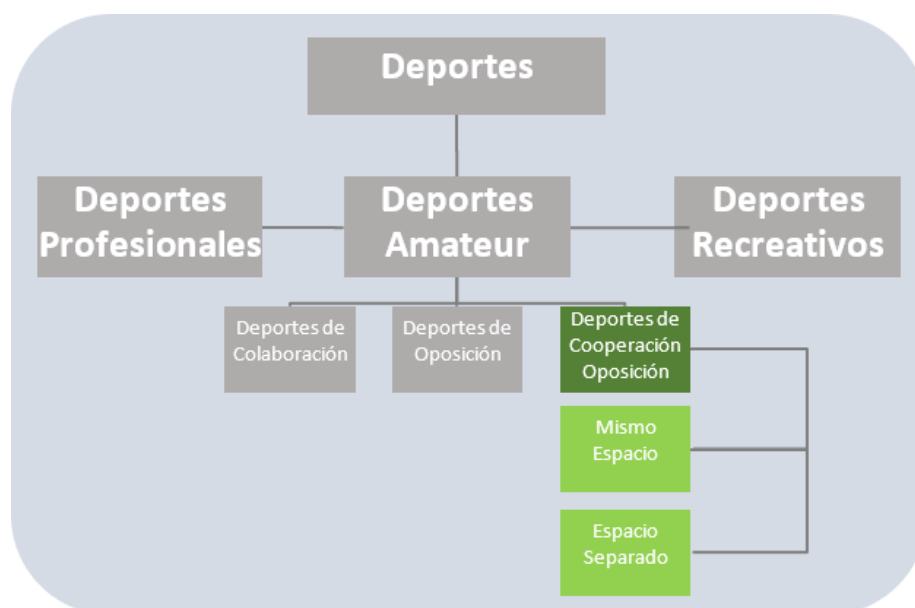 Deportes
Deportes
Profesionales
Deportes
Amateur
Deportes
Recreativos
Deportes de
Colaboración
Deportes de
Oposición
Deportes de
Cooperación
Oposición
Mismo
Espacio
Espacio
Separado